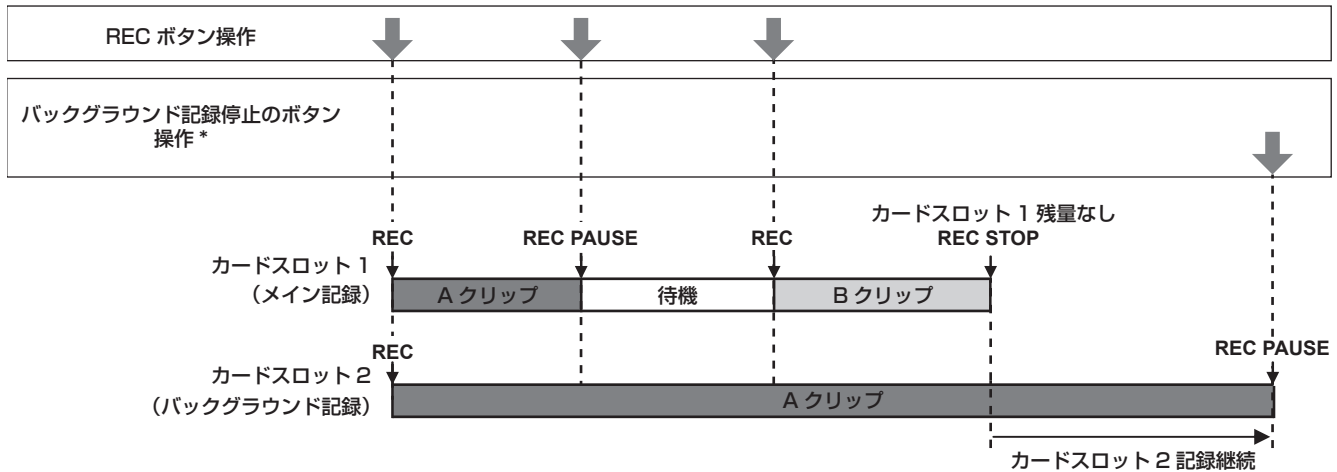 REC ボタン操作
バックグラウンド記録停止のボタン
操作 *
カードスロット 1 残量なし
REC
REC PAUSE
REC
REC STOP
カードスロット 1
（メイン記録）
A クリップ
待機
B クリップ
REC
REC PAUSE
カードスロット 2
（バックグラウンド記録）
A クリップ
カードスロット 2 記録継続